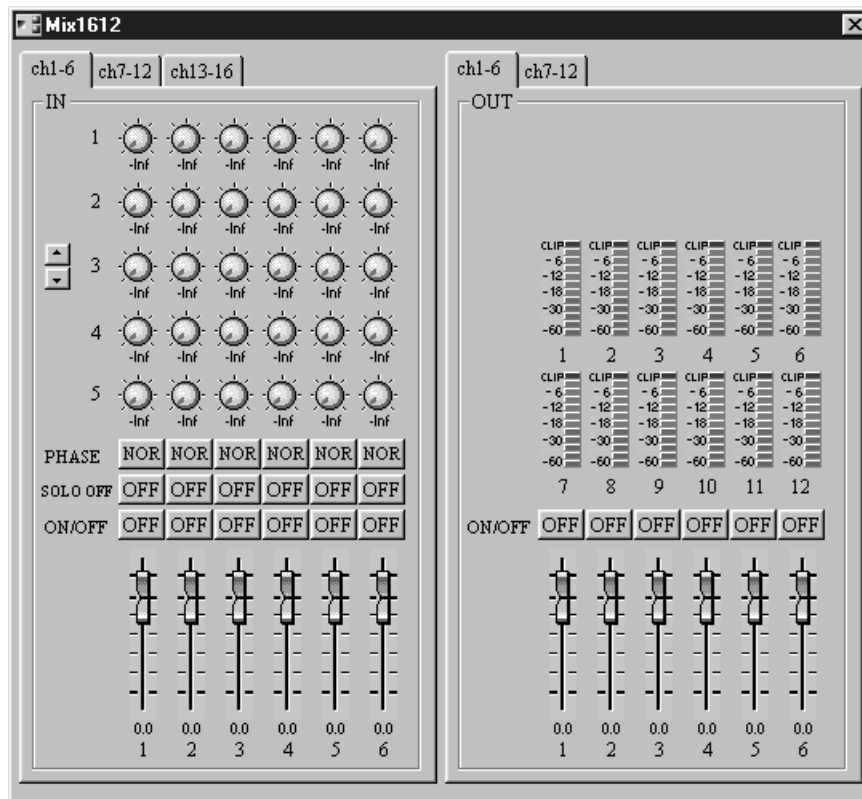 Mix1612
ch1-6 ch7-12 ch13-16
IN
1
-Inf -Inf -Inf -Inf -Inf -Inf
2
-Inf -Inf -Inf -Inf -Inf -Inf
3
-Inf -Inf -Inf -Inf -Inf -Inf
4
-Inf -Inf -Inf -Inf -Inf -Inf
5
-Inf -Inf -Inf -Inf -Inf -Inf
PHASE NOR NOR NOR NOR NOR NOR
SOLO OFF OFF OFF OFF OFF OFF OFF
ON/OFF OFF OFF OFF OFF OFF OFF
0.0 0.0 0.0 0.0 0.0 0.0
1 2 3 4 5 6
ch1-6 ch7-12
OUT
CLIP CLIP CLIP CLIP CLIP CLIP
-6 -6 -6 -6 -6 -6
-12 -12 -12 -12 -12 -12
-18 -18 -18 -18 -18 -18
-30 -30 -30 -30 -30 -30
-60 -60 -60 -60 -60 -60
1 2 3 4 5 6
CLIP CLIP CLIP CLIP CLIP CLIP
-6 -6 -6 -6 -6 -6
-12 -12 -12 -12 -12 -12
-18 -18 -18 -18 -18 -18
-30 -30 -30 -30 -30 -30
-60 -60 -60 -60 -60 -60
7 8 9 10 11 12
ON/OFF OFF OFF OFF OFF OFF OFF
0.0 0.0 0.0 0.0 0.0 0.0
1 2 3 4 5 6